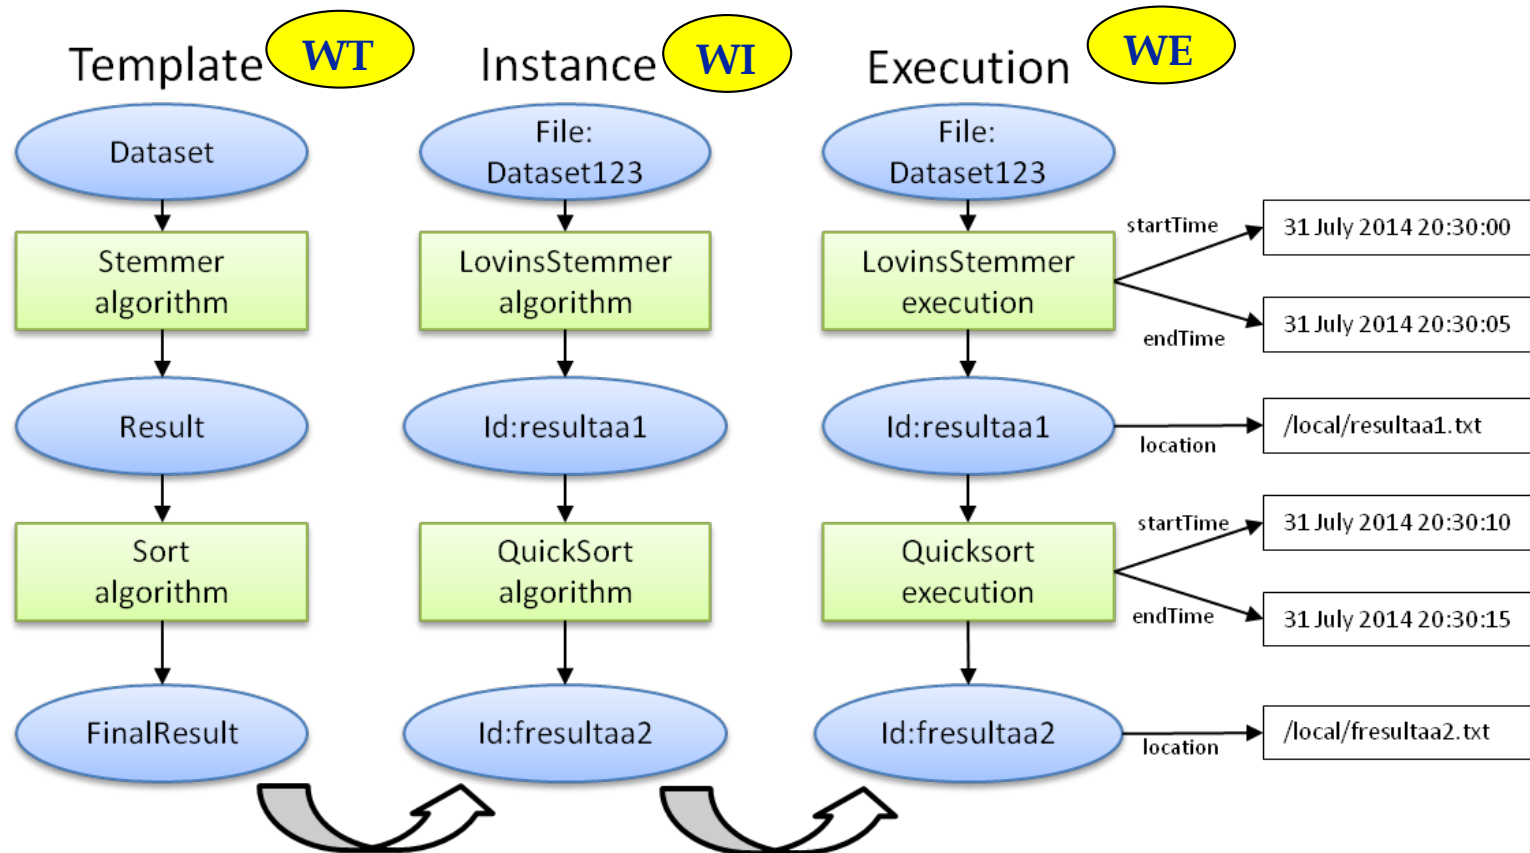 Template
WT
Dataset
Stemmer
algorithm
Result
Sort
algorithm
FinalResult
Instance
WI
File:
Dataset123
LovinsStemmer
algorithm
Id:resultaa1
QuickSort
algorithm
Id:fresultaa2
Execution
WE
File:
Dataset123
LovinsStemmer
execution
startTime
31 July 2014 20:30:00
endTime
31 July 2014 20:30:05
Id:resultaa1
location
/local/resultaa1.txt
Quicksort
execution
startTime
31 July 2014 20:30:10
endTime
31 July 2014 20:30:15
Id:fresultaa2
location
/local/fresultaa2.txt